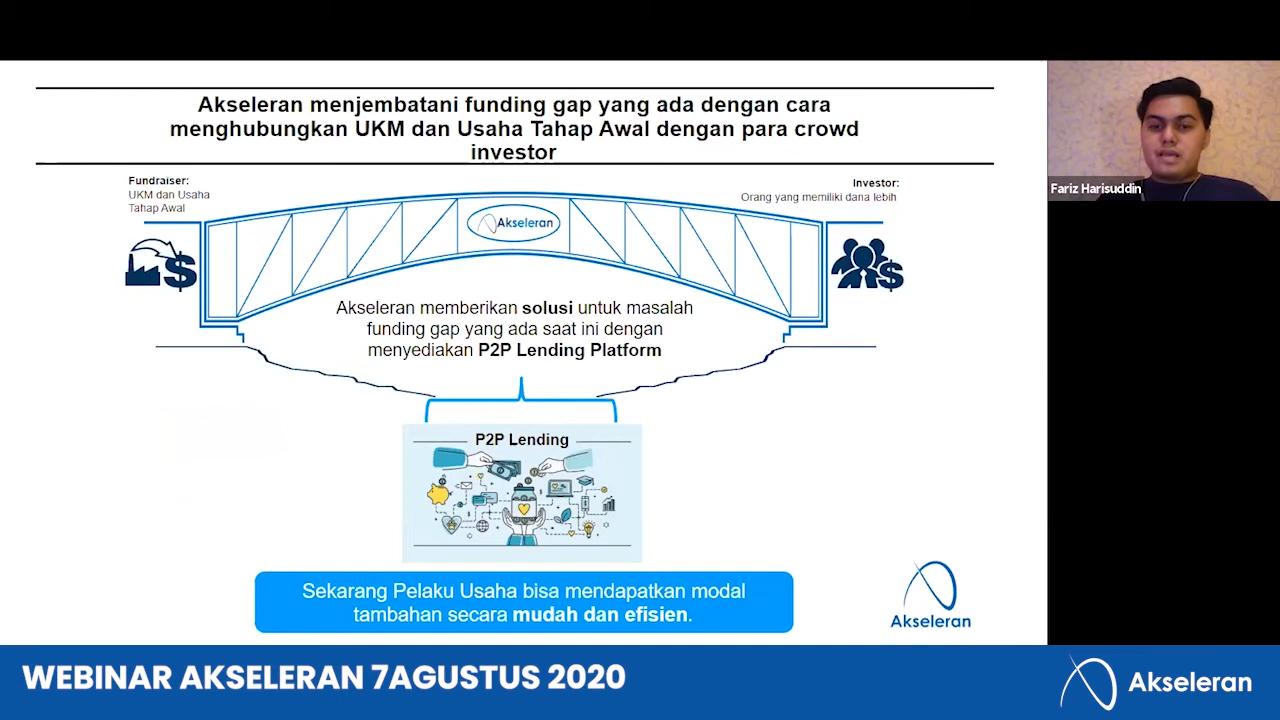 Akseleran menjembatani funding gap yang ada dengan cara
menghubungkan UKM dan Usaha Tahap Awal dengan para crowd
investor
Fundraiser:
UKM dan Usaha
Tahap Awal
Investor:
Orang yang memiliki dana lebih
Akseleran
Akseleran memberikan solusi untuk masalah
funding gap yang ada saat ini dengan
menyediakan P2P Lending Platform
P2P Lending
Sekarang Pelaku Usaha bisa mendapatkan modal
tambahan secara mudah dan efisien.
Akseleran
Fariz Harisuddin
WEBINAR AKSELERAN 7AGUSTUS 2020
Akseleran